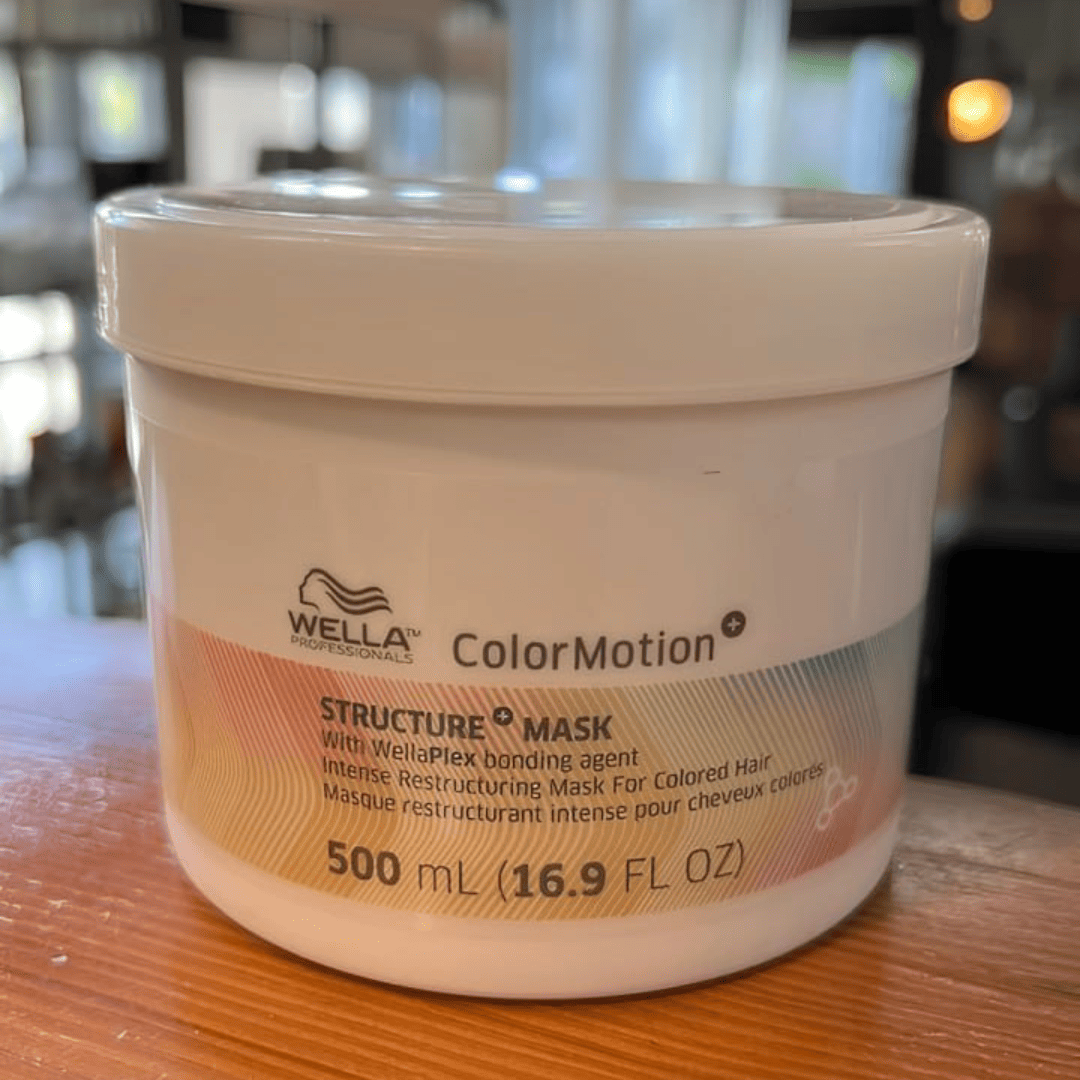 WELLA™
PROFESSIONALS
ColorMotion+
STRUCTURE+ MASK
With WellaPlex bonding agent
Intense Restructuring Mask For Colored Hair
Masque restructurant intense pour cheveux colorés
500 mL (16.9 FL OZ)